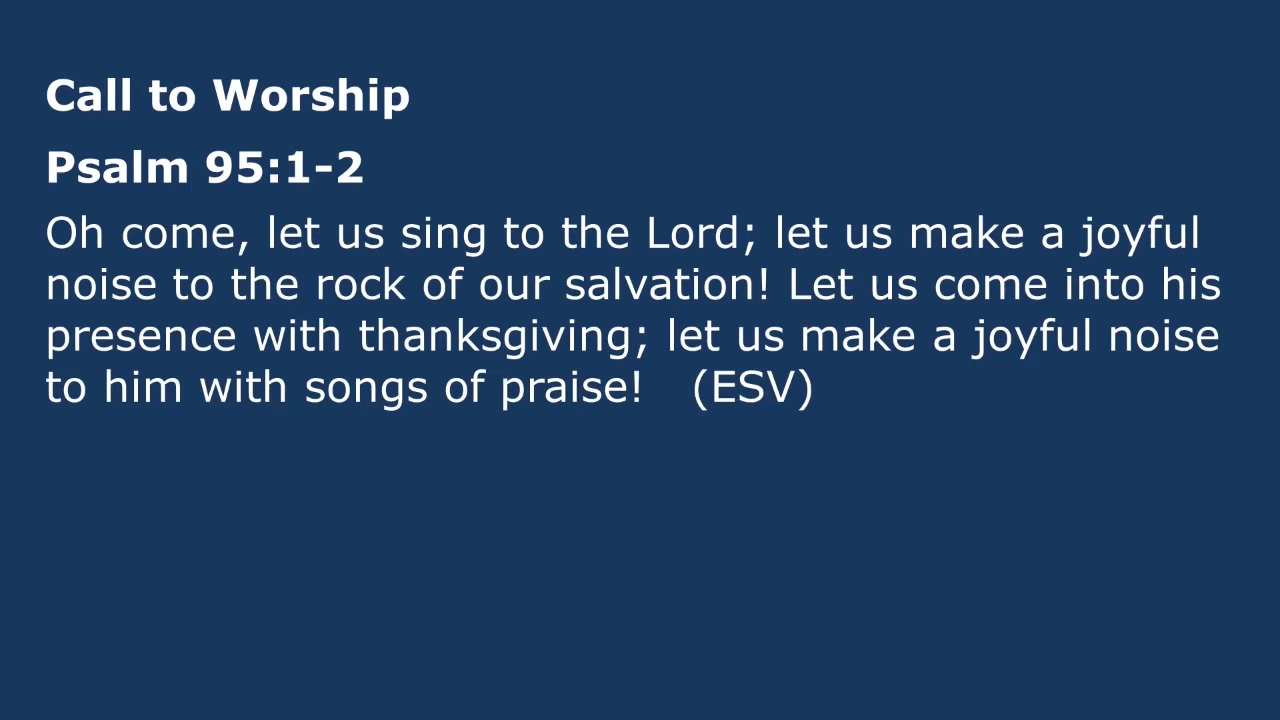 Call to Worship
Psalm 95:1-2
Oh come, let us sing to the Lord; let us make a joyful
noise to the rock of our salvation! Let us come into his
presence with thanksgiving; let us make a joyful noise
to him with songs of praise!   (ESV)